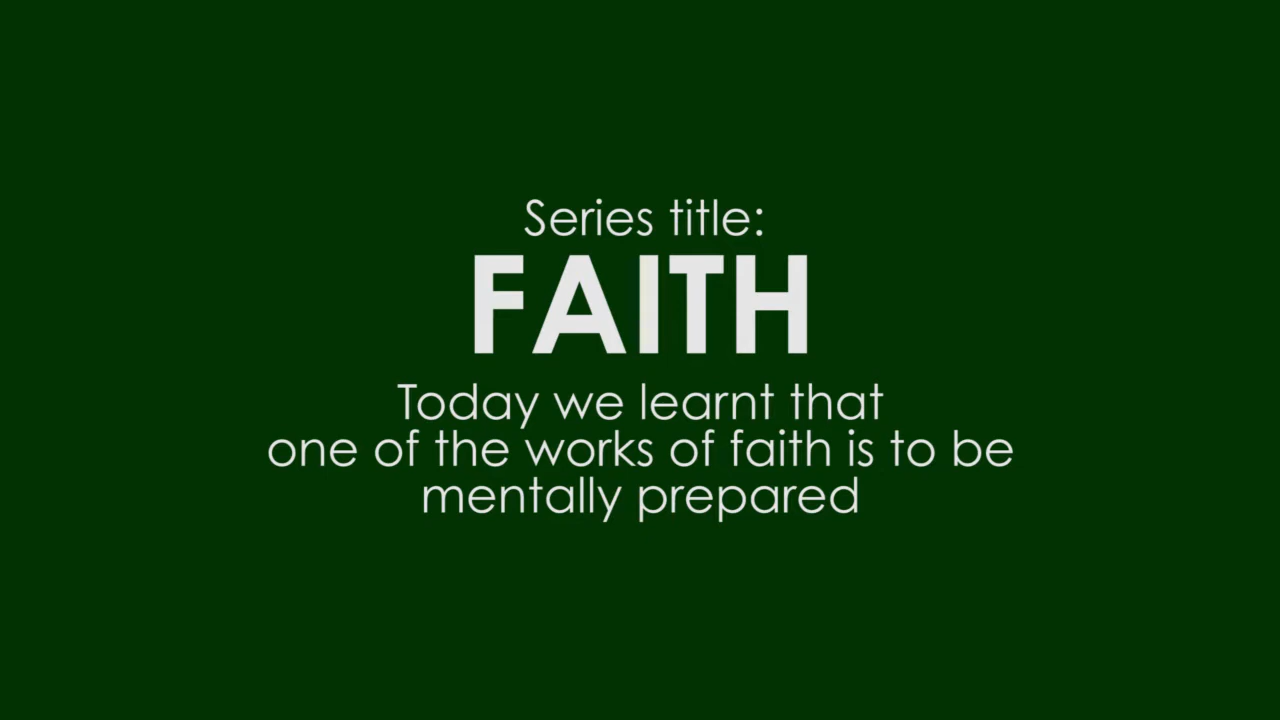 Series title:
FAITH
Today we learnt that
one of the works of faith is to be
mentally prepared